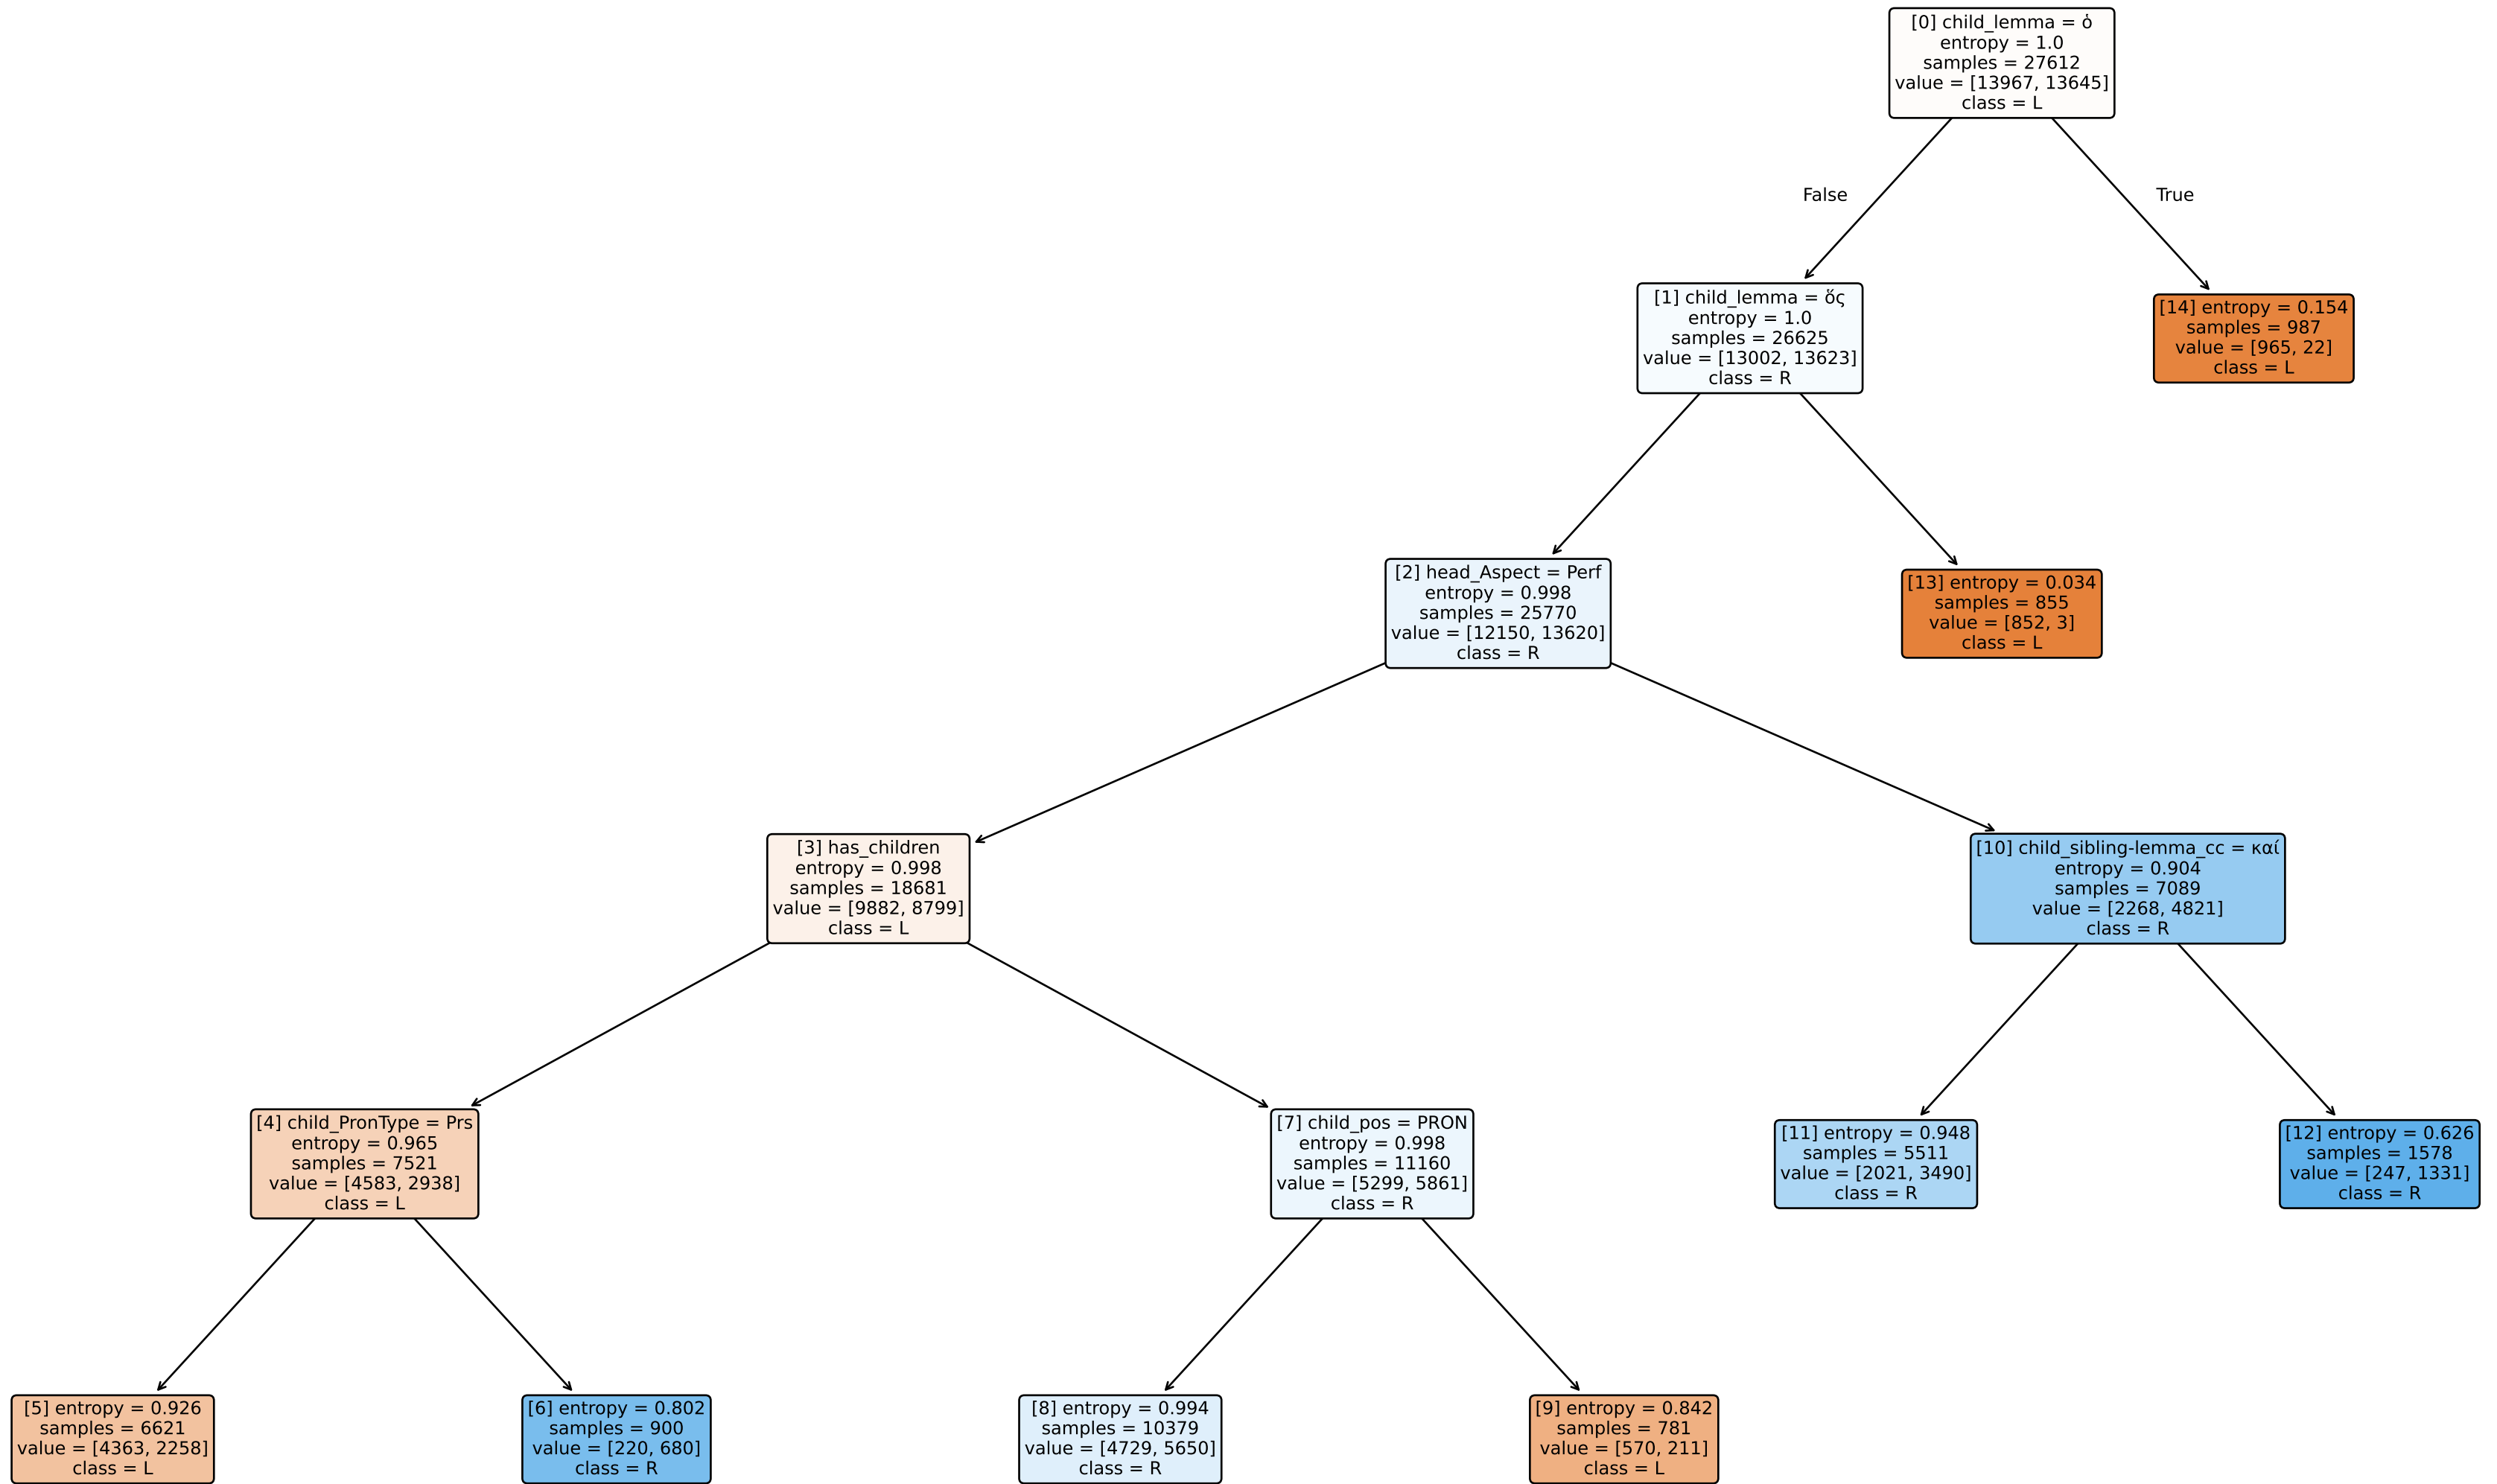 [0] child_lemma = ὁ
entropy = 1.0
samples = 27612
value = [13967, 13645]
class = L
False
True
[1] child_lemma = ὅς
entropy = 1.0
samples = 26625
value = [13002, 13623]
class = R
[14] entropy = 0.154
samples = 987
value = [965, 22]
class = L
[2] head_Aspect = Perf
entropy = 0.998
samples = 25770
value = [12150, 13620]
class = R
[13] entropy = 0.034
samples = 855
value = [852, 3]
class = L
[3] has_children
entropy = 0.998
samples = 18681
value = [9882, 8799]
class = L
[10] child_sibling-lemma_cc = καί
entropy = 0.904
samples = 7089
value = [2268, 4821]
class = R
[4] child_PronType = Prs
entropy = 0.965
samples = 7521
value = [4583, 2938]
class = L
[7] child_pos = PRON
entropy = 0.998
samples = 11160
value = [5299, 5861]
class = R
[11] entropy = 0.948
samples = 5511
value = [2021, 3490]
class = R
[12] entropy = 0.626
samples = 1578
value = [247, 1331]
class = R
[5] entropy = 0.926
samples = 6621
value = [4363, 2258]
class = L
[6] entropy = 0.802
samples = 900
value = [220, 680]
class = R
[8] entropy = 0.994
samples = 10379
value = [4729, 5650]
class = R
[9] entropy = 0.842
samples = 781
value = [570, 211]
class = L